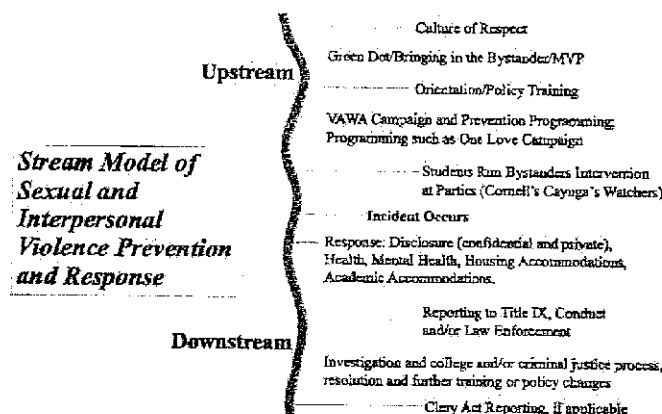 Stream Model of
Sexual and
Interpersonal
Violence Prevention
and Response
Upstream
Downstream
Culture of Respect
Green Dot/Bringing in the Bystander/MVP
Orientation/Policy Training
VAWA Campaign and Prevention Programming;
Programming such as One Love Campaign
Students Run Bystanders Intervention
at Parties (Cornell's Cayuga's Watchers)
Incident Occurs
Response: Disclosure (confidential and private),
Health, Mental Health, Housing Accommodations,
Academic Accommodations.
Reporting to Title IX, Conduct
and/or Law Enforcement
Investigation and college and/or criminal justice process,
resolution and further training or policy changes
Clery Act Reporting, if applicable